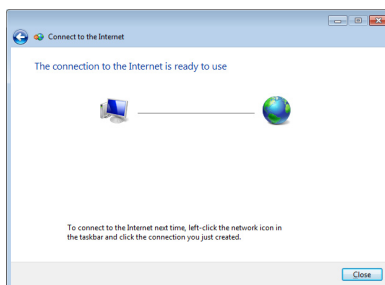 Connect to the Internet
The connection to the Internet is ready to use
To connect to the Internet next time, left-click the network icon in
the taskbar and click the connection you just created.
Close